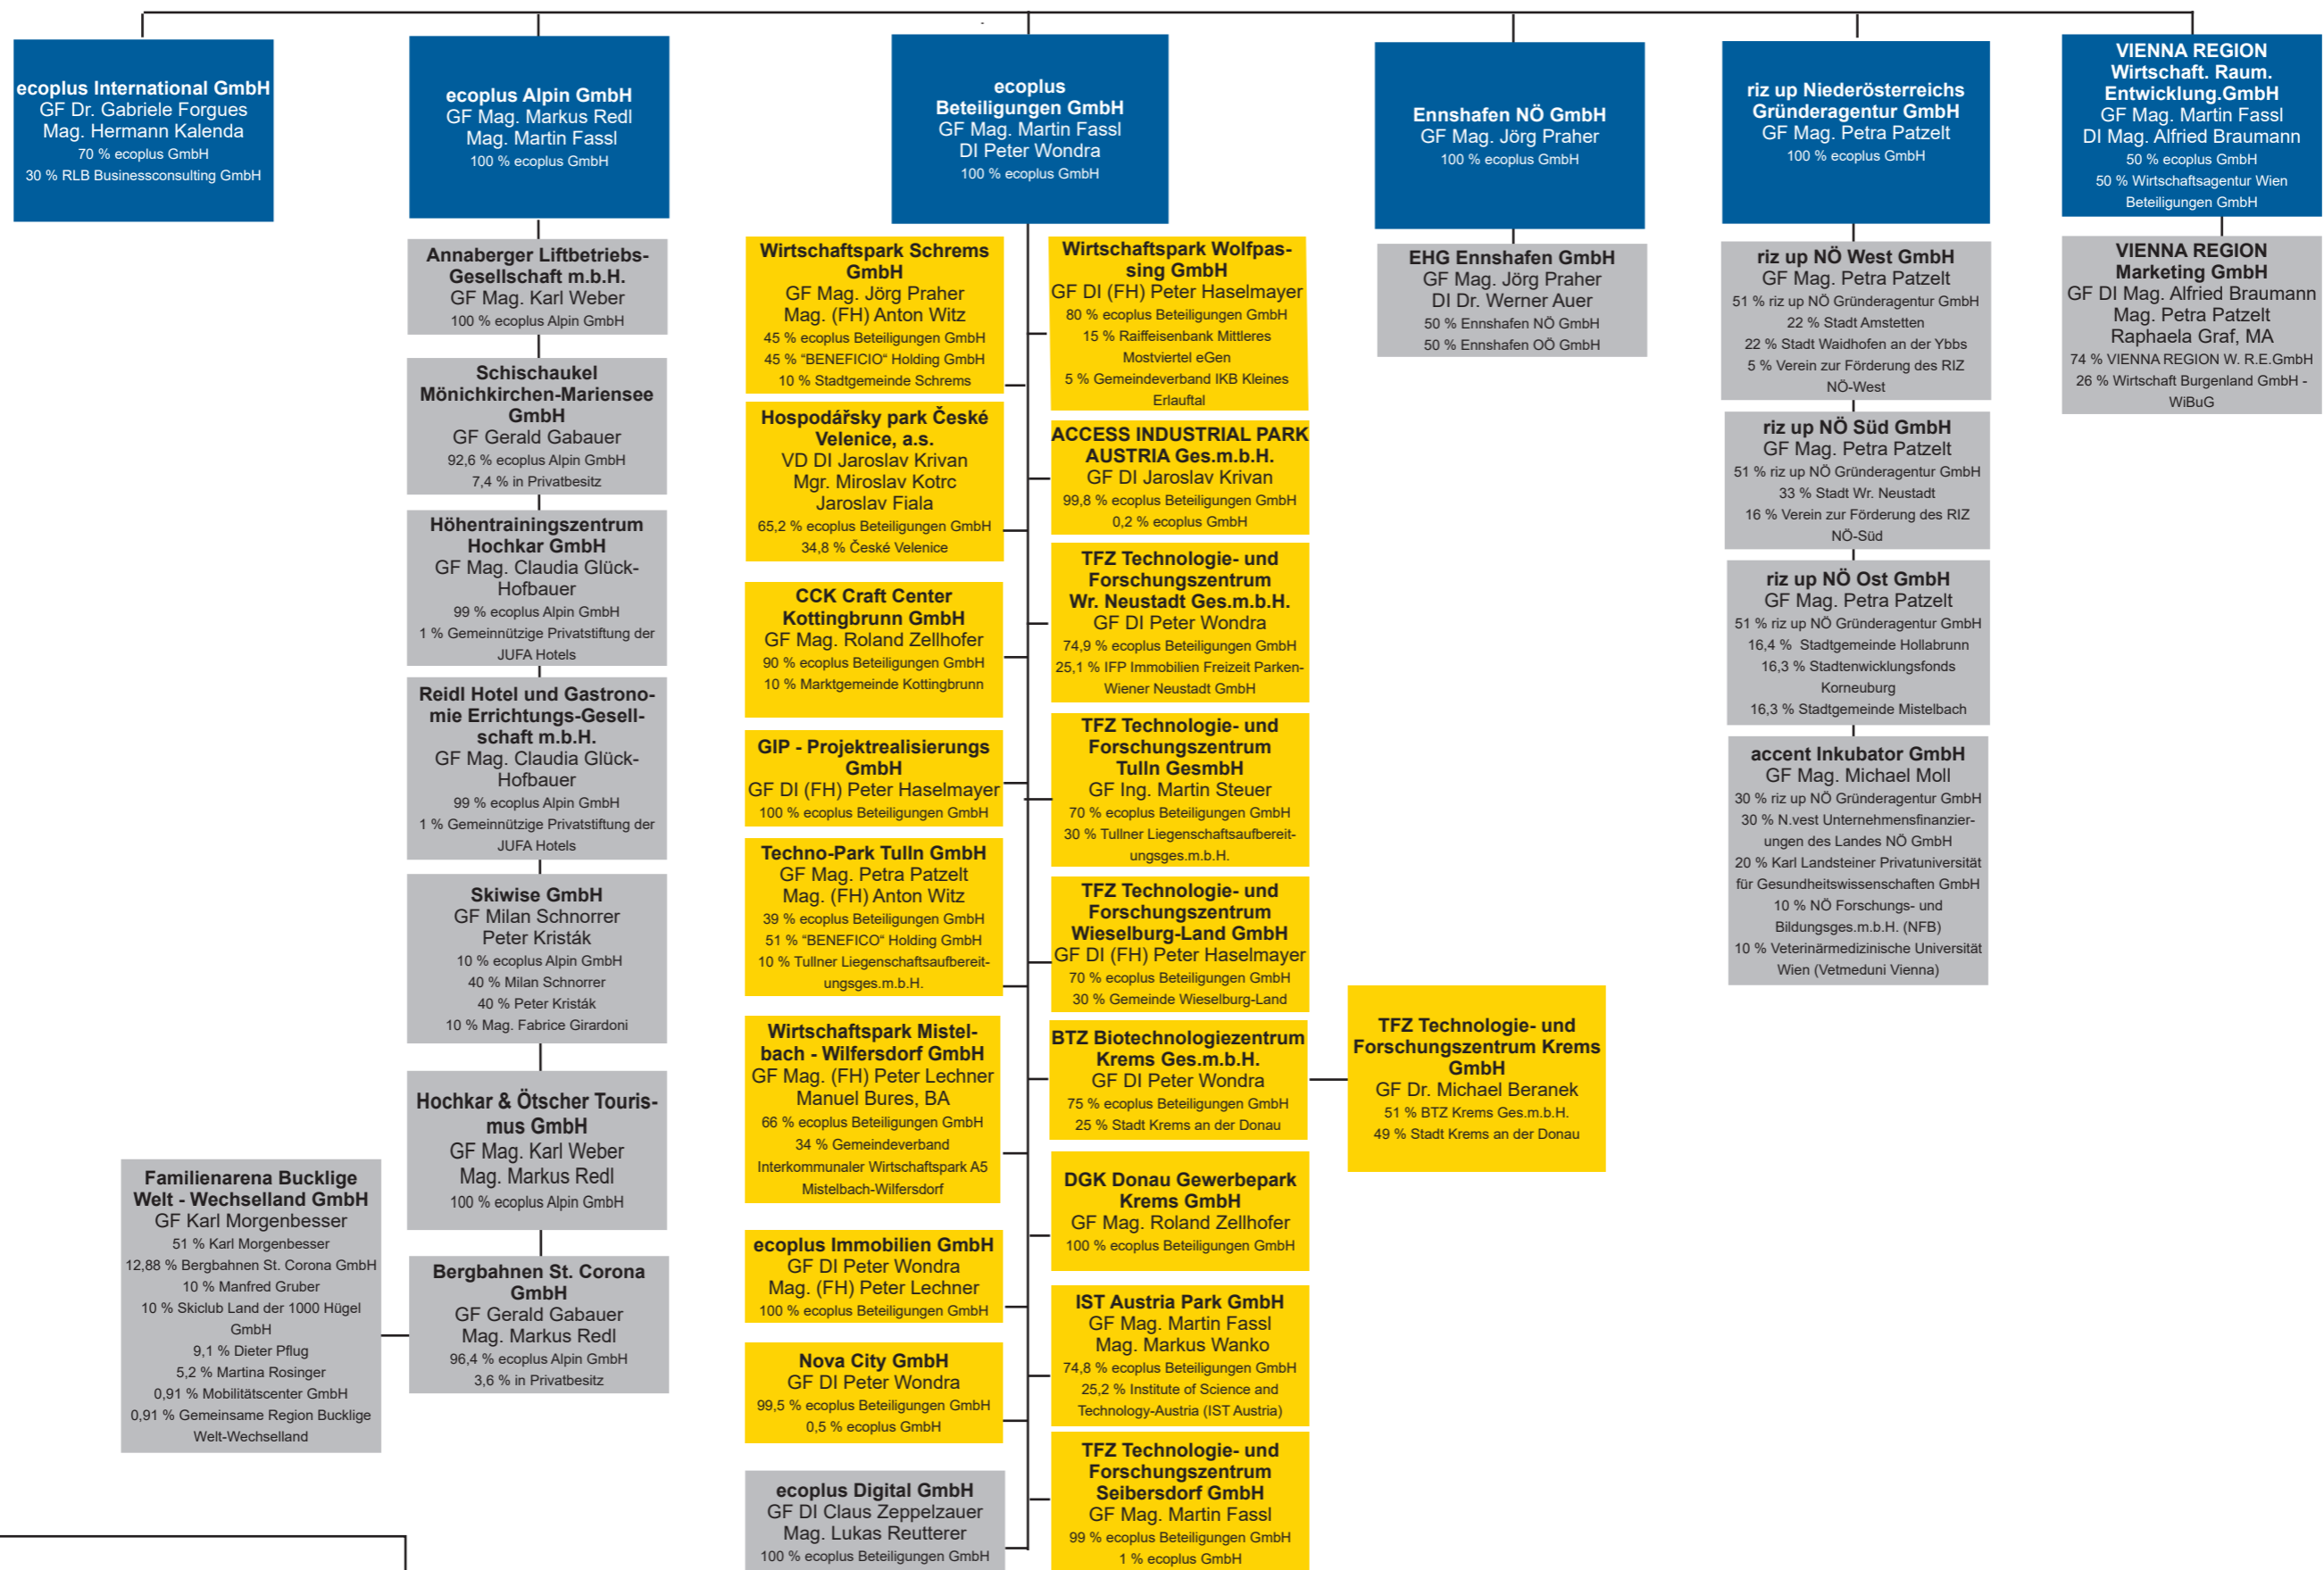 ecoplus International GmbH
GF Dr. Gabriele Forgues
Mag. Hermann Kalenda
70 % ecoplus GmbH
30 % RLB Businessconsulting GmbH
ecoplus Alpin GmbH
GF Mag. Markus Redl
Mag. Martin Fassl
100 % ecoplus GmbH
ecoplus
Beteiligungen GmbH
GF Mag. Martin Fassl
DI Peter Wondra
100 % ecoplus GmbH
Ennshafen NÖ GmbH
GF Mag. Jörg Praher
100 % ecoplus GmbH
riz up Niederösterreichs
Gründeragentur GmbH
GF Mag. Petra Patzelt
100 % ecoplus GmbH
VIENNA REGION
Wirtschaft. Raum.
Entwicklung.GmbH
GF Mag. Martin Fassl
DI Mag. Alfried Braumann
50 % ecoplus GmbH
50 % Wirtschaftsagentur Wien
Beteiligungen GmbH
Annaberger Liftbetriebs-
Gesellschaft m.b.H.
GF Mag. Karl Weber
100 % ecoplus Alpin GmbH
Schischaukel
Mönichkirchen-Mariensee
GmbH
GF Gerald Gabauer
92,6 % ecoplus Alpin GmbH
7,4 % in Privatbesitz
Höhentrainingszentrum
Hochkar GmbH
GF Mag. Claudia Glück-
Hofbauer
99 % ecoplus Alpin GmbH
1 % Gemeinnützige Privatstiftung der
JUFA Hotels
Reidl Hotel und Gastrono-
mie Errichtungs-Gesell-
schaft m.b.H.
GF Mag. Claudia Glück-
Hofbauer
99 % ecoplus Alpin GmbH
1 % Gemeinnützige Privatstiftung der
JUFA Hotels
Skiwise GmbH
GF Milan Schnorrer
Peter Kristák
10 % ecoplus Alpin GmbH
40 % Milan Schnorrer
40 % Peter Kristák
10 % Mag. Fabrice Girardoni
Hochkar & Ötscher Touris-
mus GmbH
GF Mag. Karl Weber
Mag. Markus Redl
100 % ecoplus Alpin GmbH
Bergbahnen St. Corona
GmbH
GF Gerald Gabauer
Mag. Markus Redl
96,4 % ecoplus Alpin GmbH
3,6 % in Privatbesitz
Familienarena Bucklige
Welt - Wechselland GmbH
GF Karl Morgenbesser
51 % Karl Morgenbesser
12,88 % Bergbahnen St. Corona GmbH
10 % Manfred Gruber
10 % Skiclub Land der 1000 Hügel
GmbH
9,1 % Dieter Pflug
5,2 % Martina Rosinger
0,91 % Mobilitätscenter GmbH
0,91 % Gemeinsame Region Bucklige
Welt-Wechselland
Wirtschaftspark Schrems
GmbH
GF Mag. Jörg Praher
Mag. (FH) Anton Witz
45 % ecoplus Beteiligungen GmbH
45 % "BENEFICIO“ Holding GmbH
10 % Stadtgemeinde Schrems
Hospodářsky park České
Velenice, a.s.
VD DI Jaroslav Krivan
Mgr. Miroslav Kotrc
Jaroslav Fiala
65,2 % ecoplus Beteiligungen GmbH
34,8 % České Velenice
CCK Craft Center
Kottingbrunn GmbH
GF Mag. Roland Zellhofer
90 % ecoplus Beteiligungen GmbH
10 % Marktgemeinde Kottingbrunn
GIP - Projektrealisierungs
GmbH
GF DI (FH) Peter Haselmayer
100 % ecoplus Beteiligungen GmbH
Techno-Park Tulln GmbH
GF Mag. Petra Patzelt
Mag. (FH) Anton Witz
39 % ecoplus Beteiligungen GmbH
51 % "BENEFICO“ Holding GmbH
10 % Tullner Liegenschaftsaufbereit-
ungsges.m.b.H.
Wirtschaftspark Mistel-
bach - Wilfersdorf GmbH
GF Mag. (FH) Peter Lechner
Manuel Bures, BA
66 % ecoplus Beteiligungen GmbH
34 % Gemeindeverband
Interkommunaler Wirtschaftspark A5
Mistelbach-Wilfersdorf
ecoplus Immobilien GmbH
GF DI Peter Wondra
Mag. (FH) Peter Lechner
100 % ecoplus Beteiligungen GmbH
Nova City GmbH
GF DI Peter Wondra
99,5 % ecoplus Beteiligungen GmbH
0,5 % ecoplus GmbH
ecoplus Digital GmbH
GF DI Claus Zeppelzauer
Mag. Lukas Reutterer
100 % ecoplus Beteiligungen GmbH
Wirtschaftspark Wolfpas-
sing GmbH
GF DI (FH) Peter Haselmayer
80 % ecoplus Beteiligungen GmbH
15 % Raiffeisenbank Mittleres
Mostviertel eGen
5 % Gemeindeverband IKB Kleines
Erlauftal
ACCESS INDUSTRIAL PARK
AUSTRIA Ges.m.b.H.
GF DI Jaroslav Krivan
99,8 % ecoplus Beteiligungen GmbH
0,2 % ecoplus GmbH
TFZ Technologie- und
Forschungszentrum
Wr. Neustadt Ges.m.b.H.
GF DI Peter Wondra
74,9 % ecoplus Beteiligungen GmbH
25,1 % IFP Immobilien Freizeit Parken-
Wiener Neustadt GmbH
TFZ Technologie- und
Forschungszentrum
Tulln GesmbH
GF Ing. Martin Steuer
70 % ecoplus Beteiligungen GmbH
30 % Tullner Liegenschaftsaufbereit-
ungsges.m.b.H.
TFZ Technologie- und
Forschungszentrum
Wieselburg-Land GmbH
GF DI (FH) Peter Haselmayer
70 % ecoplus Beteiligungen GmbH
30 % Gemeinde Wieselburg-Land
BTZ Biotechnologiezentrum
Krems Ges.m.b.H.
GF DI Peter Wondra
75 % ecoplus Beteiligungen GmbH
25 % Stadt Krems an der Donau
TFZ Technologie- und
Forschungszentrum Krems
GmbH
GF Dr. Michael Beranek
51 % BTZ Krems Ges.m.b.H.
49 % Stadt Krems an der Donau
DGK Donau Gewerbepark
Krems GmbH
GF Mag. Roland Zellhofer
100 % ecoplus Beteiligungen GmbH
IST Austria Park GmbH
GF Mag. Martin Fassl
Mag. Markus Wanko
74,8 % ecoplus Beteiligungen GmbH
25,2 % Institute of Science and
Technology-Austria (IST Austria)
TFZ Technologie- und
Forschungszentrum
Seibersdorf GmbH
GF Mag. Martin Fassl
99 % ecoplus Beteiligungen GmbH
1 % ecoplus GmbH
EHG Ennshafen GmbH
GF Mag. Jörg Praher
DI Dr. Werner Auer
50 % Ennshafen NÖ GmbH
50 % Ennshafen OÖ GmbH
riz up NÖ West GmbH
GF Mag. Petra Patzelt
51 % riz up NÖ Gründeragentur GmbH
22 % Stadt Amstetten
22 % Stadt Waidhofen an der Ybbs
5 % Verein zur Förderung des RIZ
NÖ-West
riz up NÖ Süd GmbH
GF Mag. Petra Patzelt
51 % riz up NÖ Gründeragentur GmbH
33 % Stadt Wr. Neustadt
16 % Verein zur Förderung des RIZ
NÖ-Süd
riz up NÖ Ost GmbH
GF Mag. Petra Patzelt
51 % riz up NÖ Gründeragentur GmbH
16,4 % Stadtgemeinde Hollabrunn
16,3 % Stadtenwicklungsfonds
Korneuburg
16,3 % Stadtgemeinde Mistelbach
accent Inkubator GmbH
GF Mag. Michael Moll
30 % riz up NÖ Gründeragentur GmbH
30 % N.vest Unternehmensfinanzier-
ungen des Landes NÖ GmbH
20 % Karl Landsteiner Privatuniversität
für Gesundheitswissenschaften GmbH
10 % NÖ Forschungs- und
Bildungsges.m.b.H. (NFB)
10 % Veterinärmedizinische Universität
Wien (Vetmeduni Vienna)
VIENNA REGION
Marketing GmbH
GF DI Mag. Alfried Braumann
Mag. Petra Patzelt
Raphaela Graf, MA
74 % VIENNA REGION W. R.E.GmbH
26 % Wirtschaft Burgenland GmbH -
WiBuG